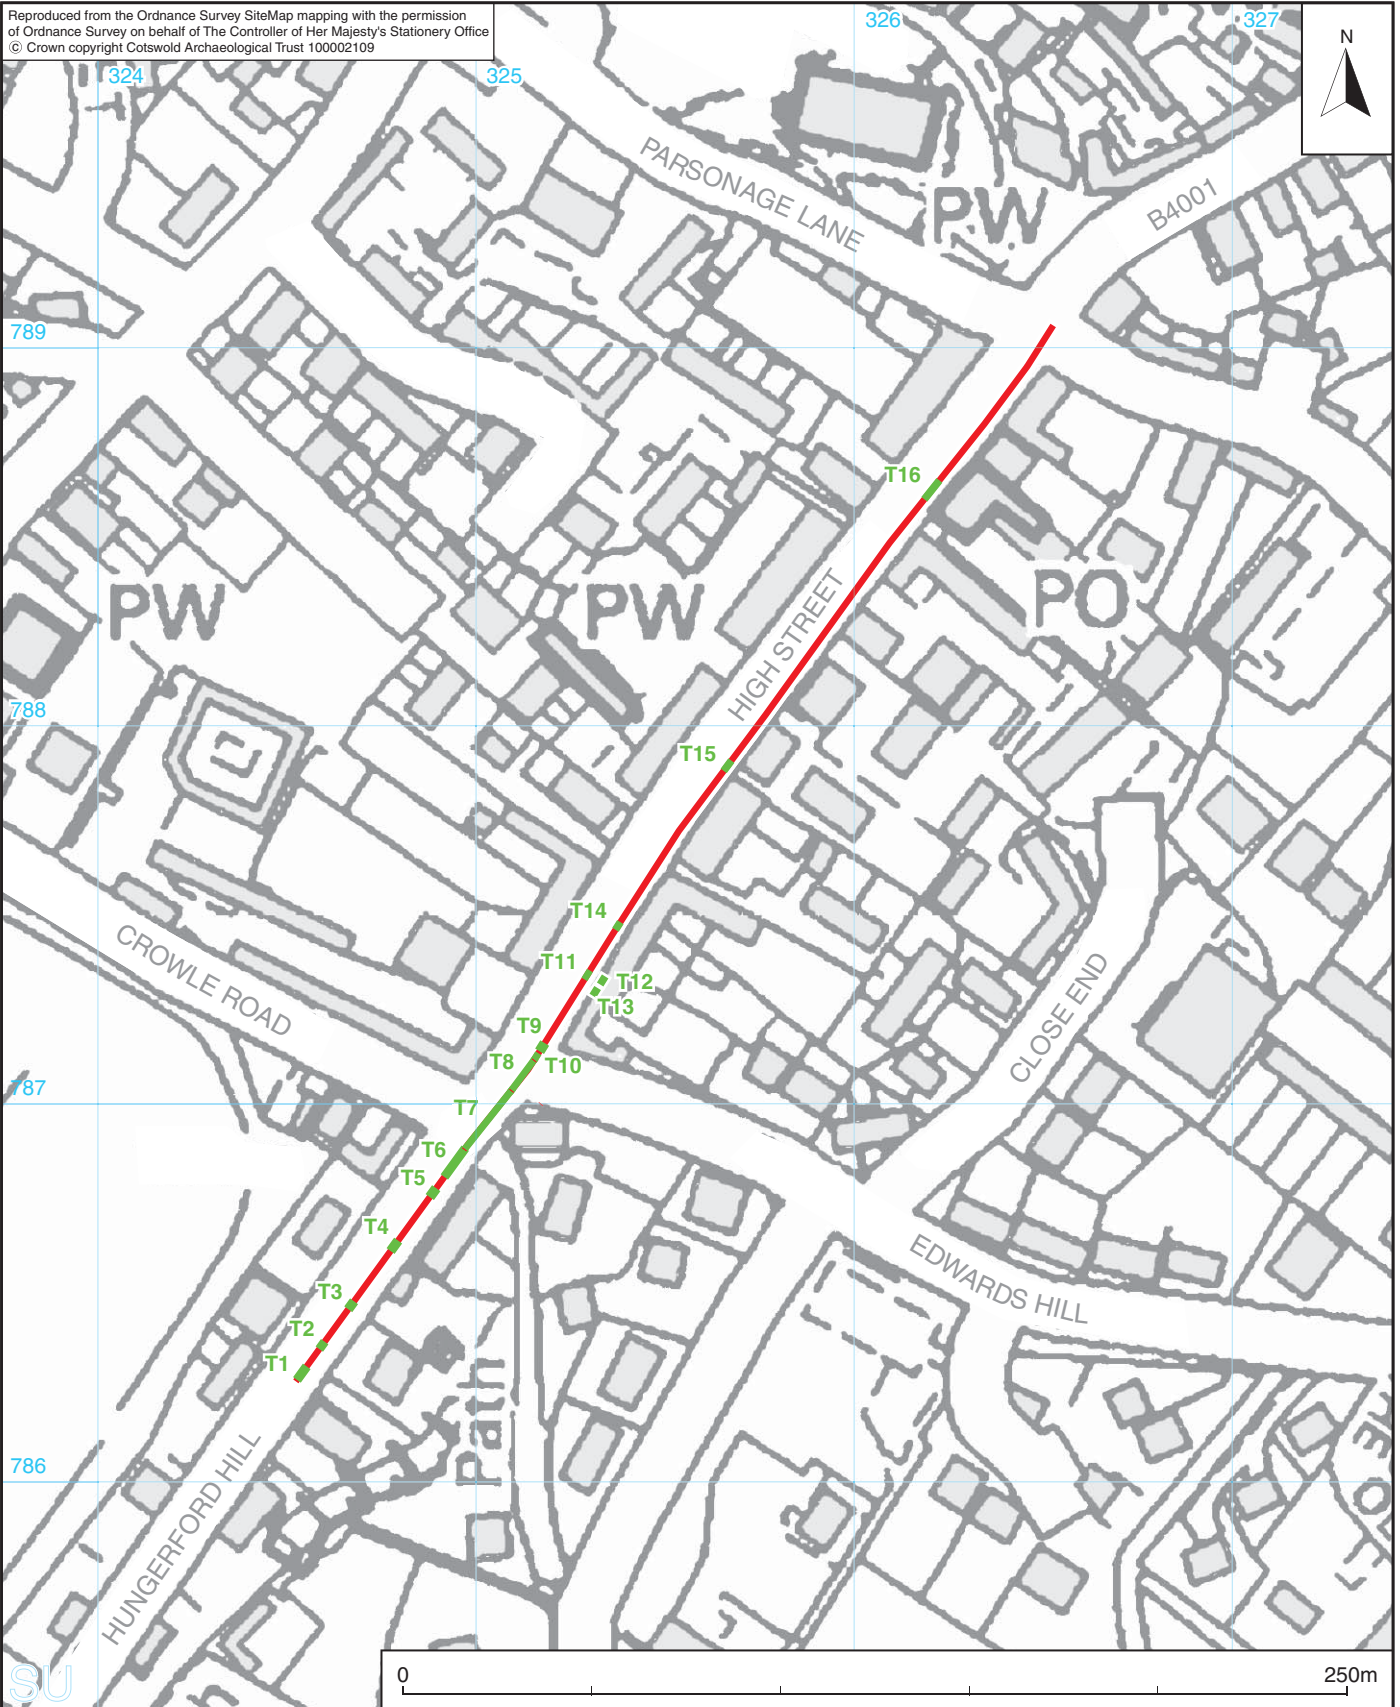 Reproduced from the Ordnance Survey SiteMap mapping with the permission
of Ordnance Survey on behalf of The Controller of Her Majesty's Stationery Office
© Crown copyright Cotswold Archaeological Trust 100002109
324
325
326
327
N
PARSONAGE LANE
PW
B4001
789
T16
PW
PW
PO
HIGH STREET
788
T15
T14
CROWLE ROAD
T11
T12
T13
CLOSE END
T9
T8
T10
787
T7
T6
T5
T4
EDWARDS HILL
T3
T2
T1
Path
HUNGERFORD HILL
786
SU
0
250m